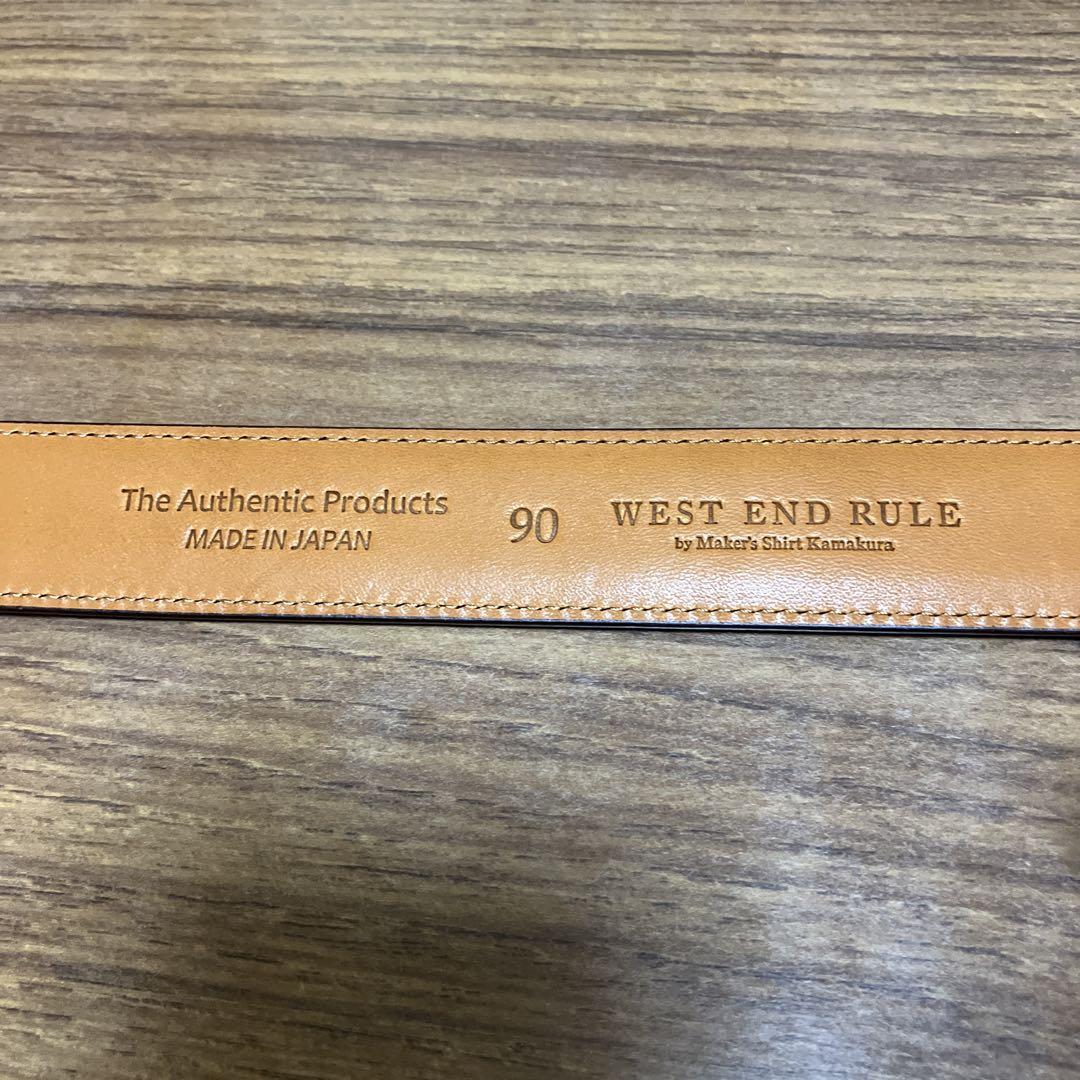 The Authentic Products
MADE IN JAPAN
90
WEST END RULE
by Maker's Shirt Kamakura